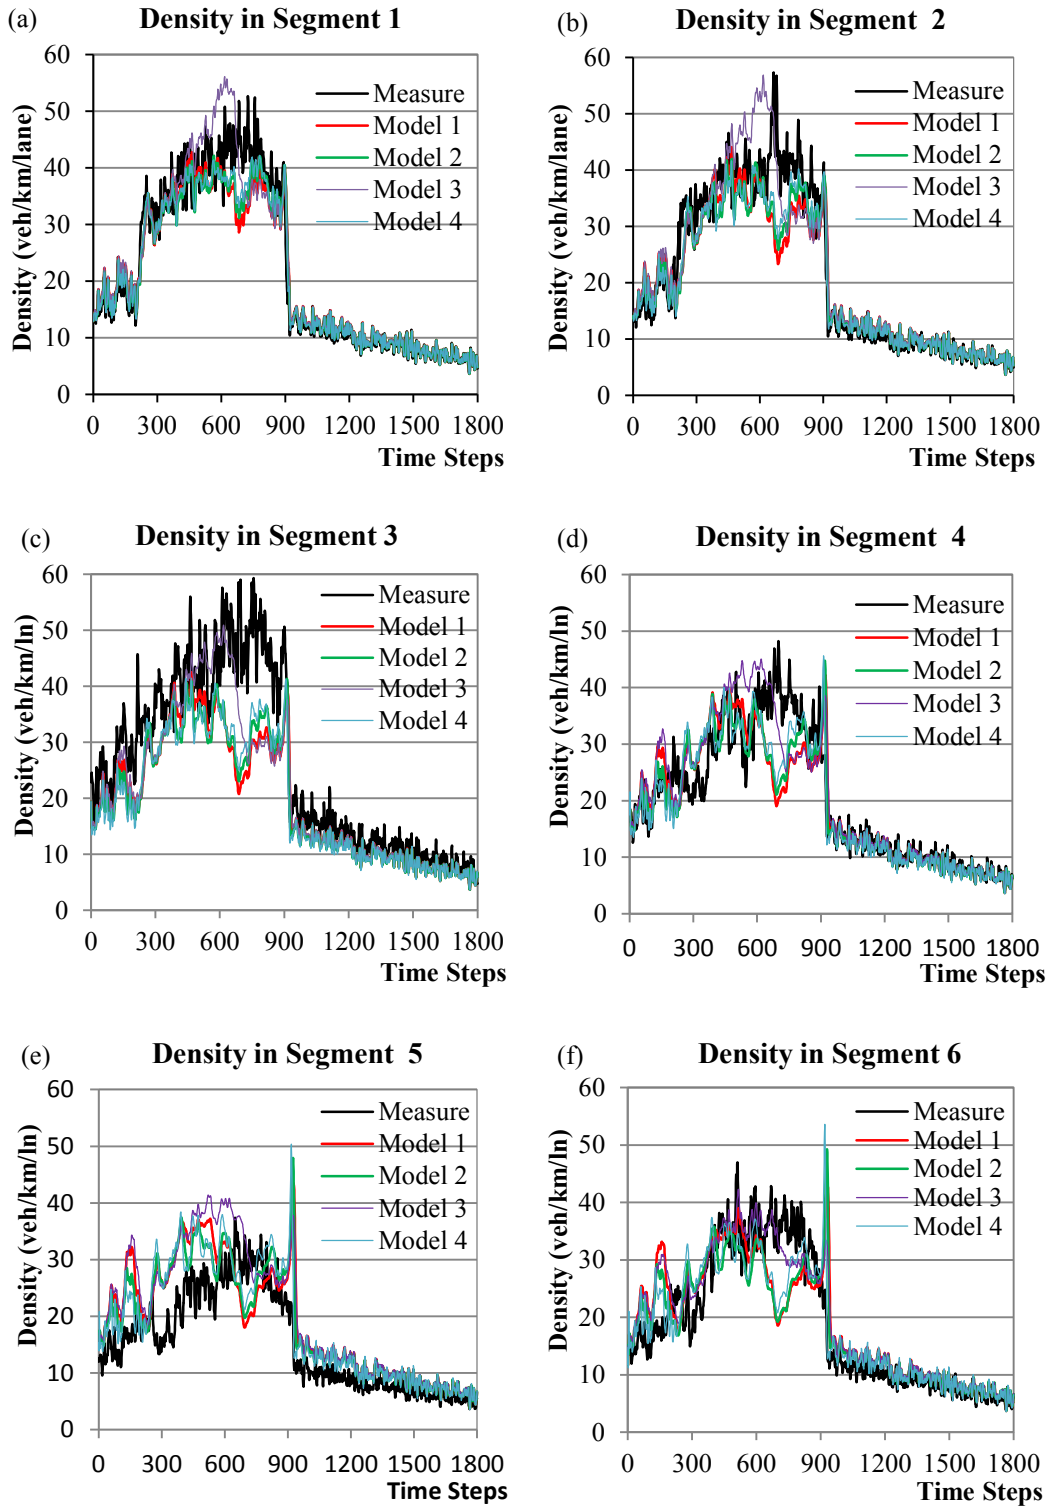 (a) Density in Segment 1
60
50
40
30
20
10
0
Density (veh/km/lane)
Measure
Model 1
Model 2
Model 3
Model 4
0 300 600 900 1200 1500 1800
Time Steps
(b) Density in Segment 2
60
50
40
30
20
10
0
Density (veh/km/lane)
Measure
Model 1
Model 2
Model 3
Model 4
0 300 600 900 1200 1500 1800
Time Steps
(c) Density in Segment 3
60
50
40
30
20
10
0
Density (veh/km/ln)
Measure
Model 1
Model 2
Model 3
Model 4
0 300 600 900 1200 1500 1800
Time Steps
(d) Density in Segment 4
60
50
40
30
20
10
0
Density (veh/km/ln)
Measure
Model 1
Model 2
Model 3
Model 4
0 300 600 900 1200 1500 1800
Time Steps
(e) Density in Segment 5
60
50
40
30
20
10
0
Density (veh/km/ln)
Measure
Model 1
Model 2
Model 3
Model 4
0 300 600 900 1200 1500 1800
Time Steps
(f) Density in Segment 6
60
50
40
30
20
10
0
Density (veh/km/ln)
Measure
Model 1
Model 2
Model 3
Model 4
0 300 600 900 1200 1500 1800
Time Steps